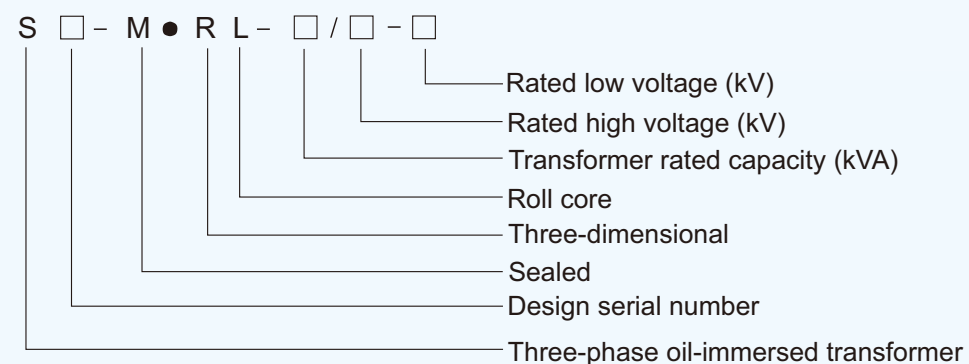 S □ – M ● R L – □ / □ – □
Rated low voltage (kV)
Rated high voltage (kV)
Transformer rated capacity (kVA)
Roll core
Three-dimensional
Sealed
Design serial number
Three-phase oil-immersed transformer